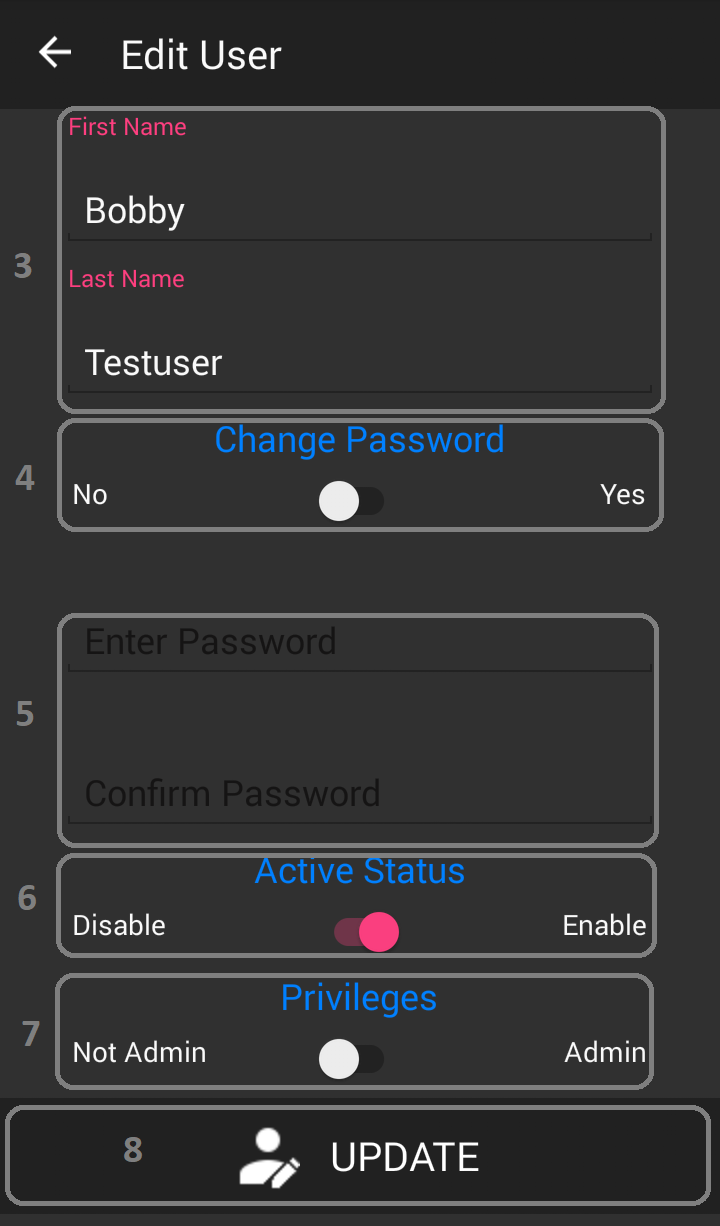 Edit User
First Name
Bobby
3
Last Name
Testuser
Change Password
4
No Yes
Enter Password
5
Confirm Password
Active Status
6
Disable Enable
Privileges
7
Not Admin Admin
8 UPDATE